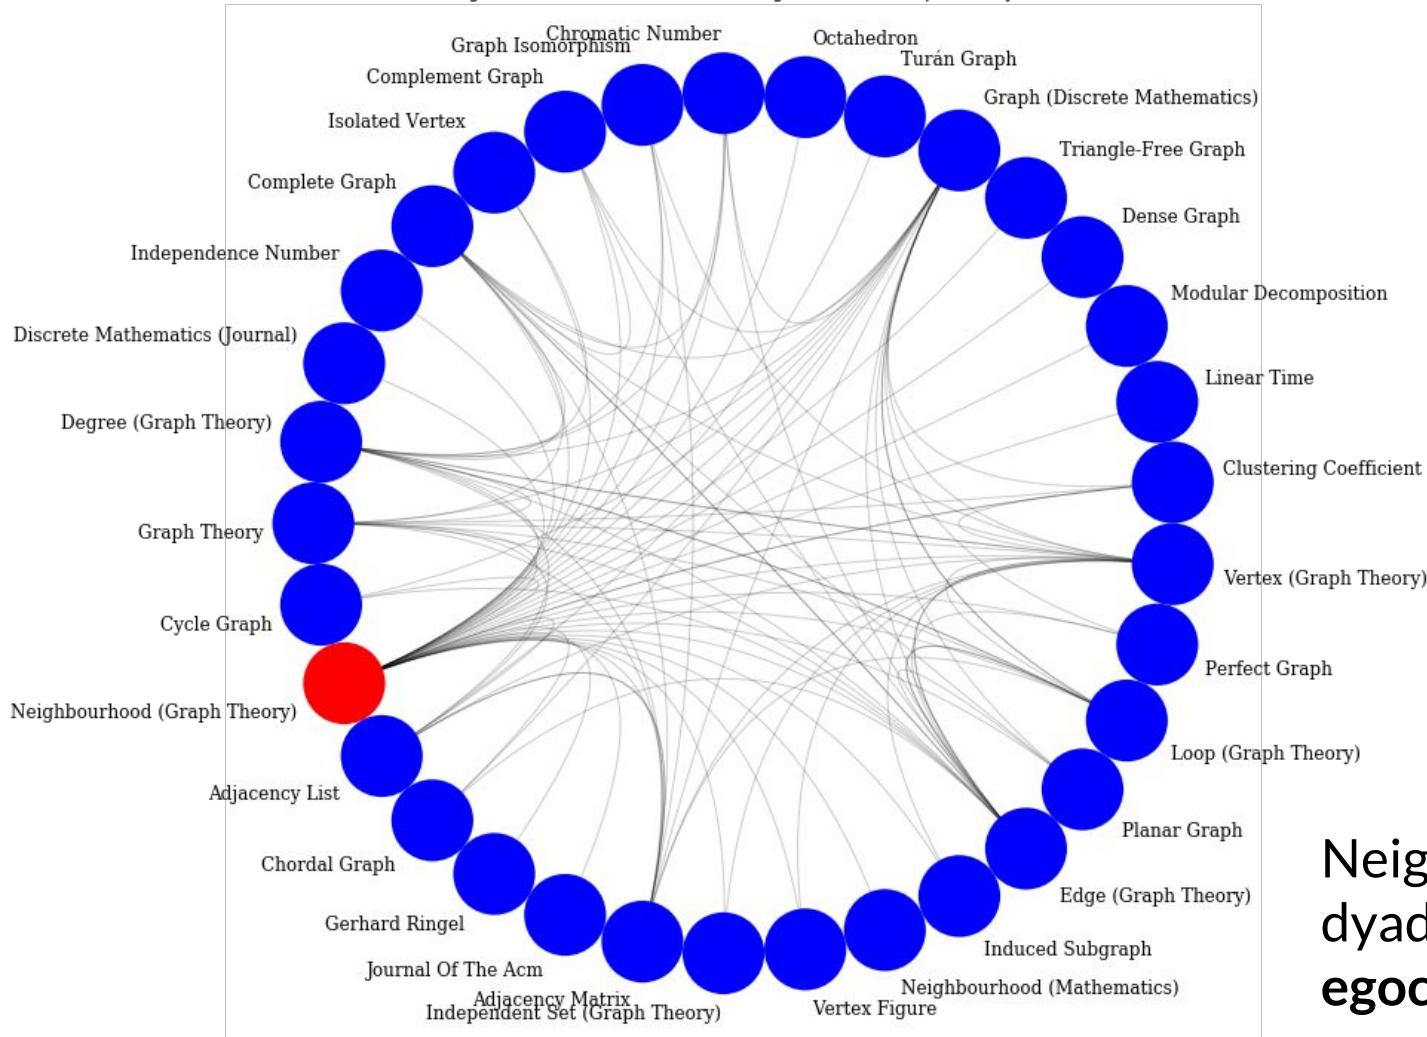 Chromatic Number
Octahedron
Graph Isomorphism
Turán Graph
Complement Graph
Graph (Discrete Mathematics)
Isolated Vertex
Triangle-Free Graph
Complete Graph
Dense Graph
Independence Number
Modular Decomposition
Discrete Mathematics (Journal)
Linear Time
Degree (Graph Theory)
Clustering Coefficient
Graph Theory
Vertex (Graph Theory)
Cycle Graph
Perfect Graph
Neighbourhood (Graph Theory)
Loop (Graph Theory)
Adjacency List
Planar Graph
Chordal Graph
Edge (Graph Theory)
Gerhard Ringel
Induced Subgraph
Journal Of The Acm
Neighbourhood (Mathematics)
Adjacency Matrix
Vertex Figure
Independent Set (Graph Theory)
Neig
dyad
egoc